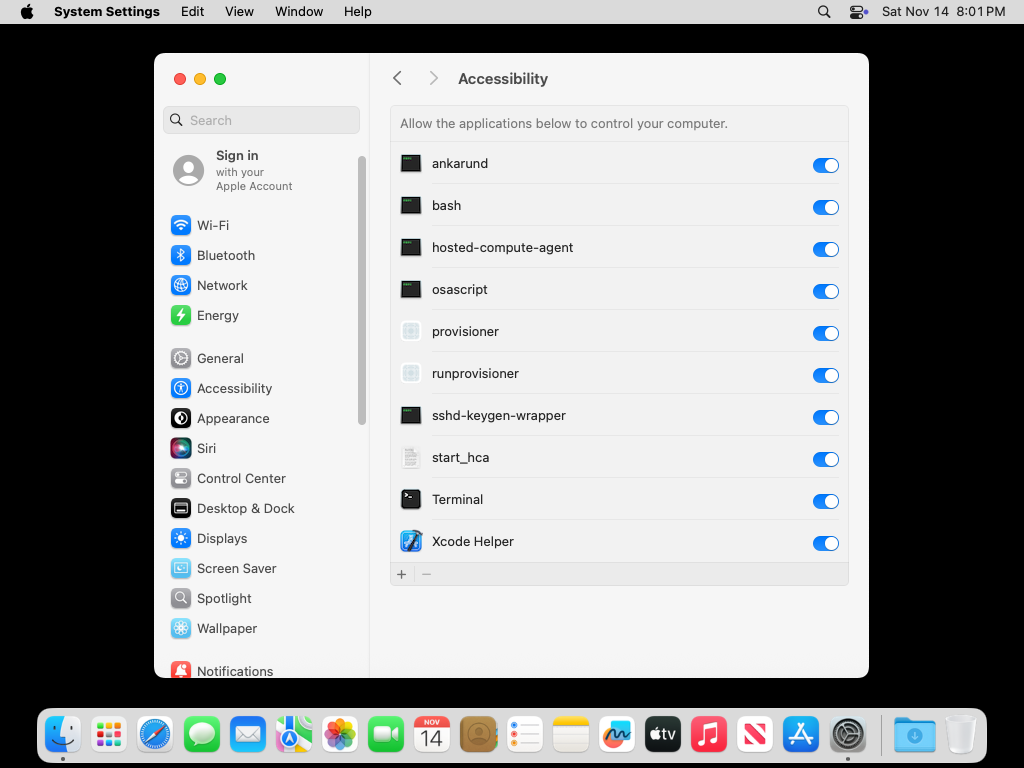 System Settings Edit View Window Help Sat Nov 14 8:01 PM
Accessibility
Search
Sign in
with your
Apple Account
Wi-Fi
Bluetooth
Network
Energy
General
Accessibility
Appearance
Siri
Control Center
Desktop & Dock
Displays
Screen Saver
Spotlight
Wallpaper
Notifications
Allow the applications below to control your computer.
ankarund
bash
hosted-compute-agent
osascript
provisioner
runprovisioner
sshd-keygen-wrapper
start_hca
Terminal
Xcode Helper
NOV
14
tv